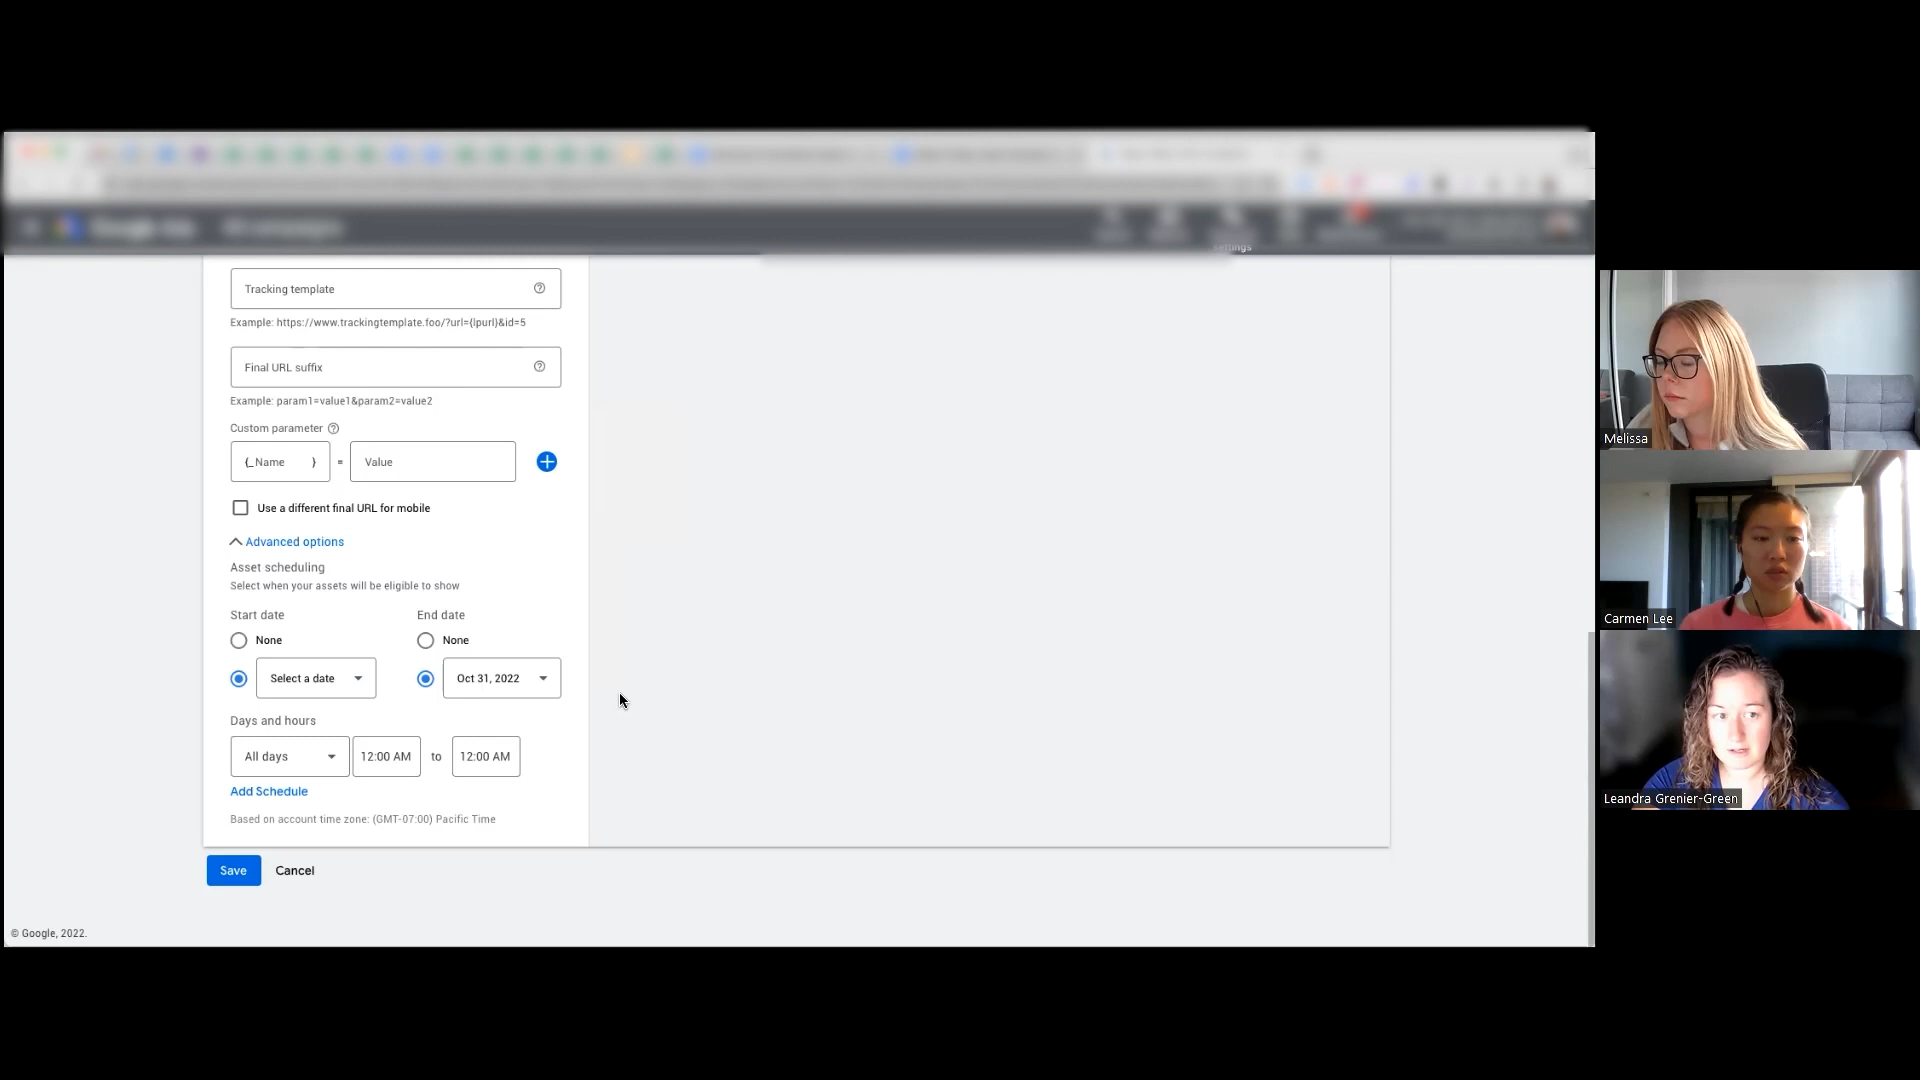 settings
Tracking template
Example: https://www.trackingtemplate.foo/?url={lpurl}&id=5
Final URL suffix
Example: param1=value1&param2=value2
Custom parameter
{_ Name } = Value
Use a different final URL for mobile
Advanced options
Asset scheduling
Select when your assets will be eligible to show
Start date End date
None None
Select a date Oct 31, 2022
Days and hours
All days 12:00 AM to 12:00 AM
Add Schedule
Based on account time zone: (GMT-07:00) Pacific Time
Save Cancel
© Google, 2022.
Melissa
Carmen Lee
Leandra Grenier-Green